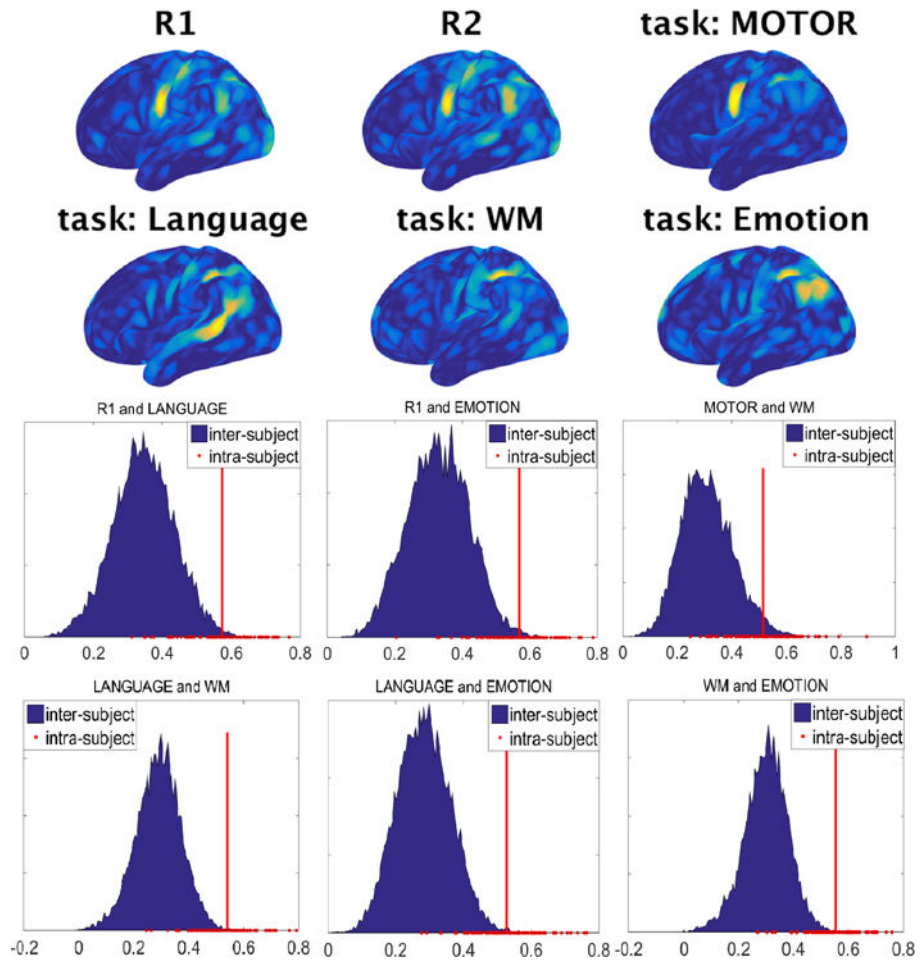 R1 R2 task: MOTOR
task: Language task: WM task: Emotion
R1 and LANGUAGE
inter-subject
intra-subject
0 0.2 0.4 0.6 0.8
R1 and EMOTION
inter-subject
intra-subject
0 0.2 0.4 0.6 0.8
MOTOR and WM
inter-subject
intra-subject
0 0.2 0.4 0.6 0.8 1
LANGUAGE and WM
inter-subject
intra-subject
-0.2 0 0.2 0.4 0.6 0.8
LANGUAGE and EMOTION
inter-subject
intra-subject
0 0.2 0.4 0.6 0.8
WM and EMOTION
inter-subject
intra-subject
-0.2 0 0.2 0.4 0.6 0.8